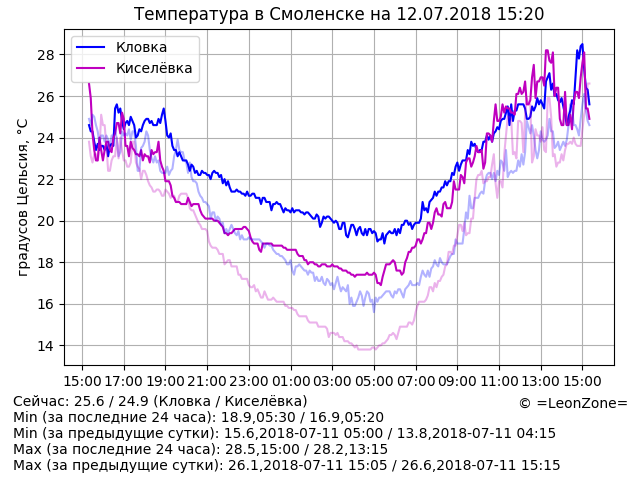 Температура в Смоленске на 12.07.2018 15:20
Кловка
Киселёвка
градусов Цельсия, °C
28
26
24
22
20
18
16
14
15:00 17:00 19:00 21:00 23:00 01:00 03:00 05:00 07:00 09:00 11:00 13:00 15:00
Сейчас: 25.6 / 24.9 (Кловка / Киселёвка)
© =LeonZone=
Min (за последние 24 часа): 18.9,05:30 / 16.9,05:20
Min (за предыдущие сутки): 15.6,2018-07-11 05:00 / 13.8,2018-07-11 04:15
Max (за последние 24 часа): 28.5,15:00 / 28.2,13:15
Max (за предыдущие сутки): 26.1,2018-07-11 15:05 / 26.6,2018-07-11 15:15